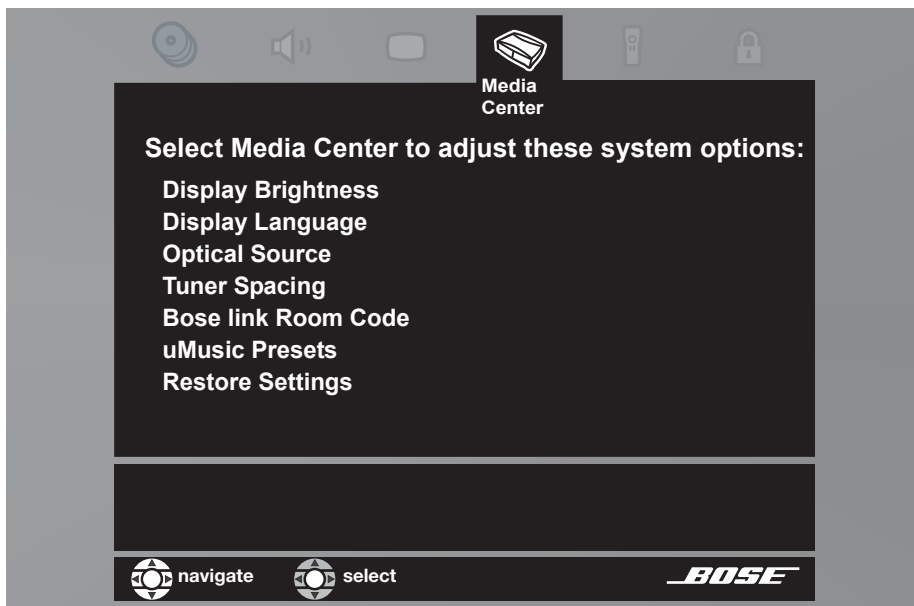 Media
Center
Select Media Center to adjust these system options:
Display Brightness
Display Language
Optical Source
Tuner Spacing
Bose link Room Code
uMusic Presets
Restore Settings
navigate select BOSE